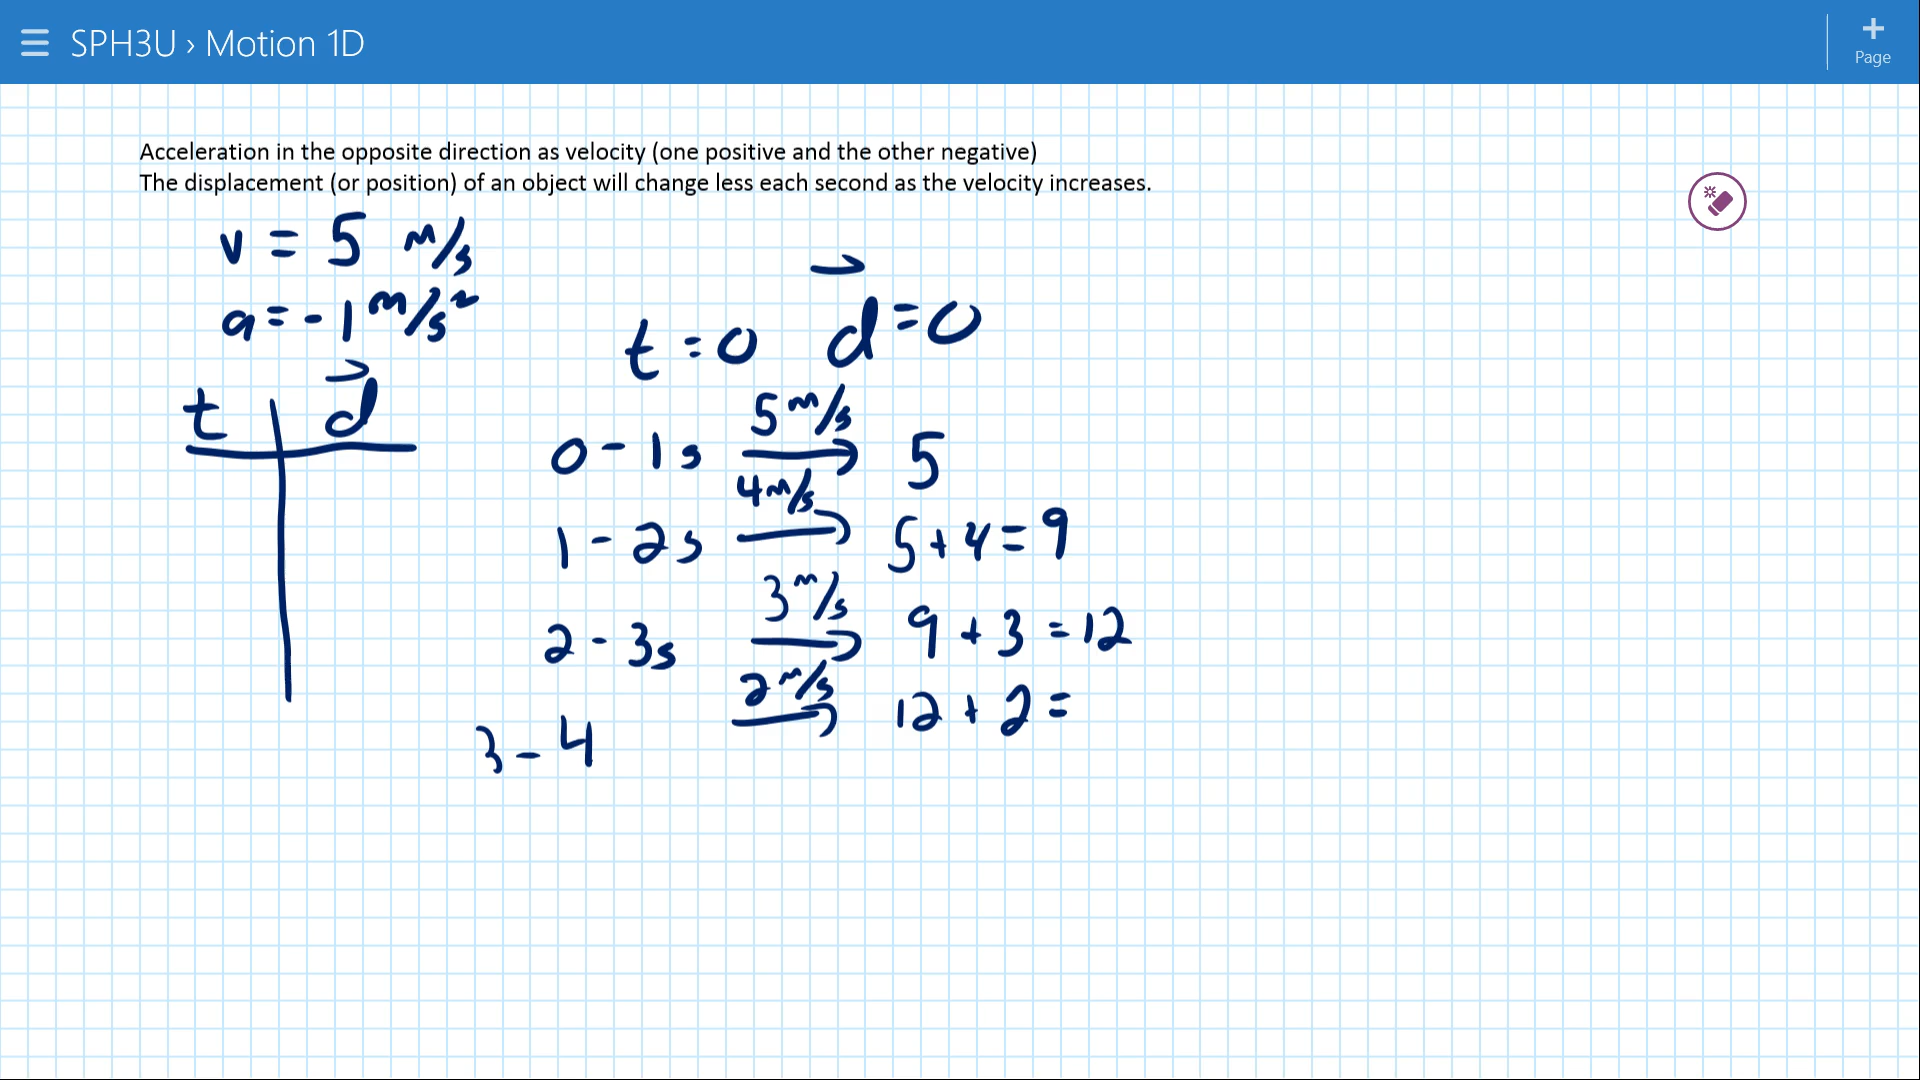 SPH3U › Motion 1D
Page
Acceleration in the opposite direction as velocity (one positive and the other negative)
The displacement (or position) of an object will change less each second as the velocity increases.
v = 5 m/s
a = -1 m/s²
t d⃗
t = 0 d⃗ = 0
0 - 1s 5 m/s 5
1 - 2s 4 m/s 5 + 4 = 9
2 - 3s 3 m/s 9 + 3 = 12
3 - 4 2 m/s 12 + 2 =